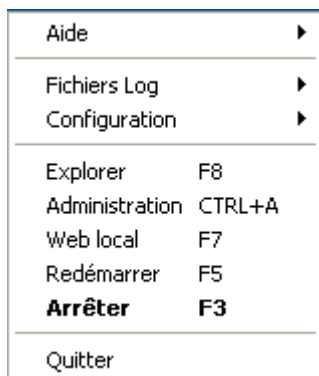 Aide
Fichiers Log
Configuration
Explorer F8
Administration CTRL+A
Web local F7
Redémarrer F5
Arrêter F3
Quitter